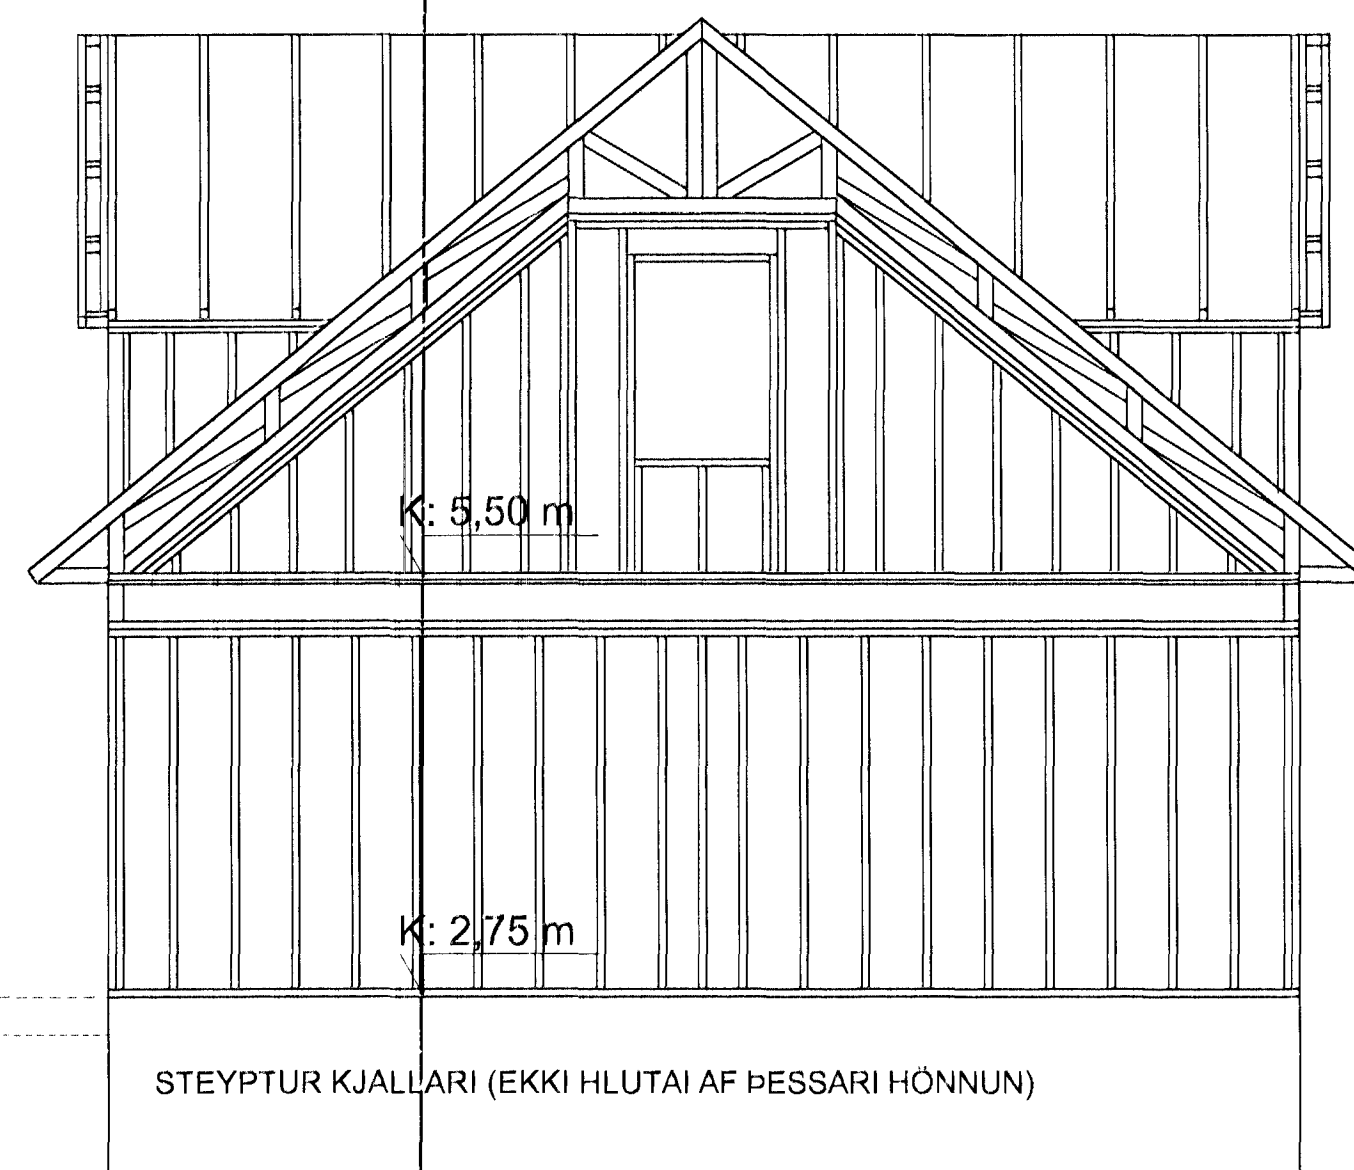 K: 5,50 m
K: 2,75 m
STEYPTUR KJALLARI (EKKI HLUTAI AF ÞESSARI HÖNNUN)